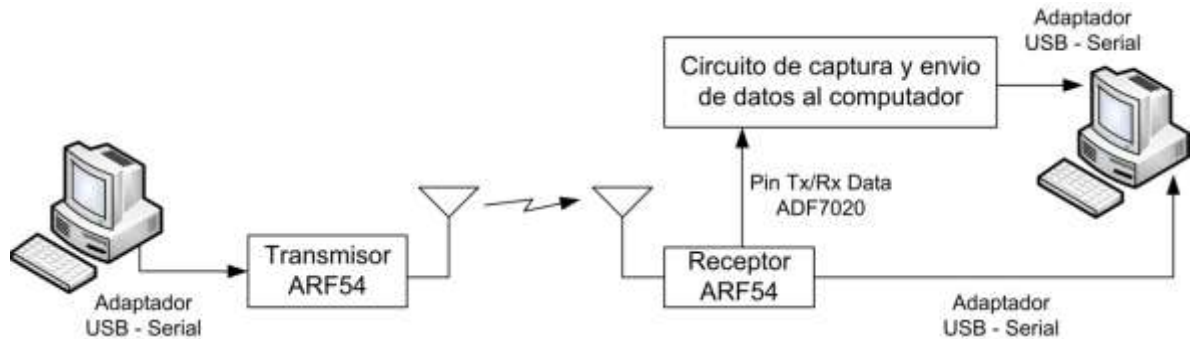 Adaptador
USB - Serial
Circuito de captura y envio
de datos al computador
Pin Tx/Rx Data
ADF7020
Transmisor
ARF54
Receptor
ARF54
Adaptador
USB - Serial
Adaptador
USB - Serial